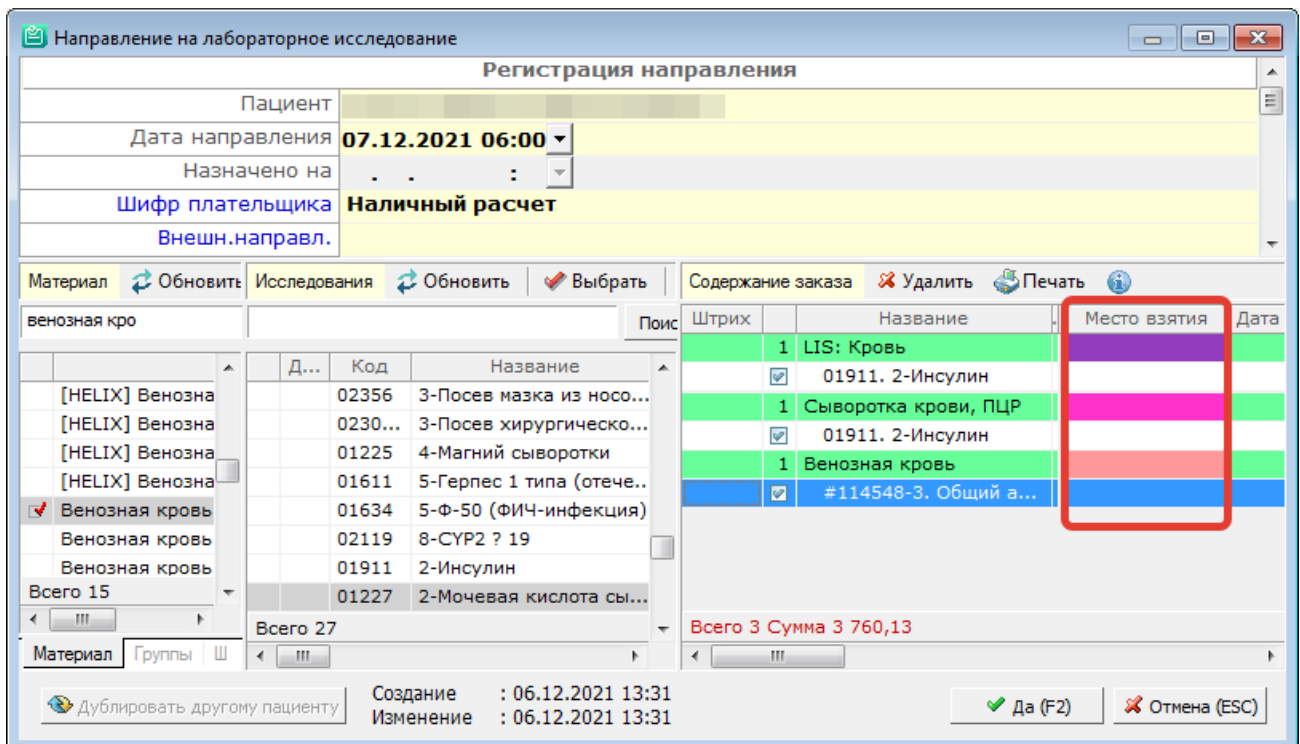 Направление на лабораторное исследование
Регистрация направления
Пациент
Дата направления 07.12.2021 06:00
Назначено на . . :
Шифр плательщика Наличный расчет
Внешн.направл.
Материал Обновить Исследования Обновить Выбрать Содержание заказа Удалить Печать
венозная кро Поис Штрих Название . Место взятия Дата
1 LIS: Кровь
Д... Код Название
01911. 2-Инсулин
[HELIX] Венозна 02356 3-Посев мазка из носо...
1 Сыворотка крови, ПЦР
[HELIX] Венозна 0230... 3-Посев хирургическо...
01911. 2-Инсулин
[HELIX] Венозна 01225 4-Магний сыворотки
1 Венозная кровь
[HELIX] Венозна 01611 5-Герпес 1 типа (отече..
#114548-3. Общий а...
Венозная кровь 01634 5-Ф-50 (ФИЧ-инфекция)
Венозная кровь 02119 8-CYP2 ? 19
Венозная кровь 01911 2-Инсулин
Всего 15 01227 2-Мочевая кислота сы...
Всего 27 Всего 3 Сумма 3 760,13
Материал Группы Ш
Дублировать другому пациенту Создание : 06.12.2021 13:31 Да (F2) Отмена (ESC)
Изменение : 06.12.2021 13:31